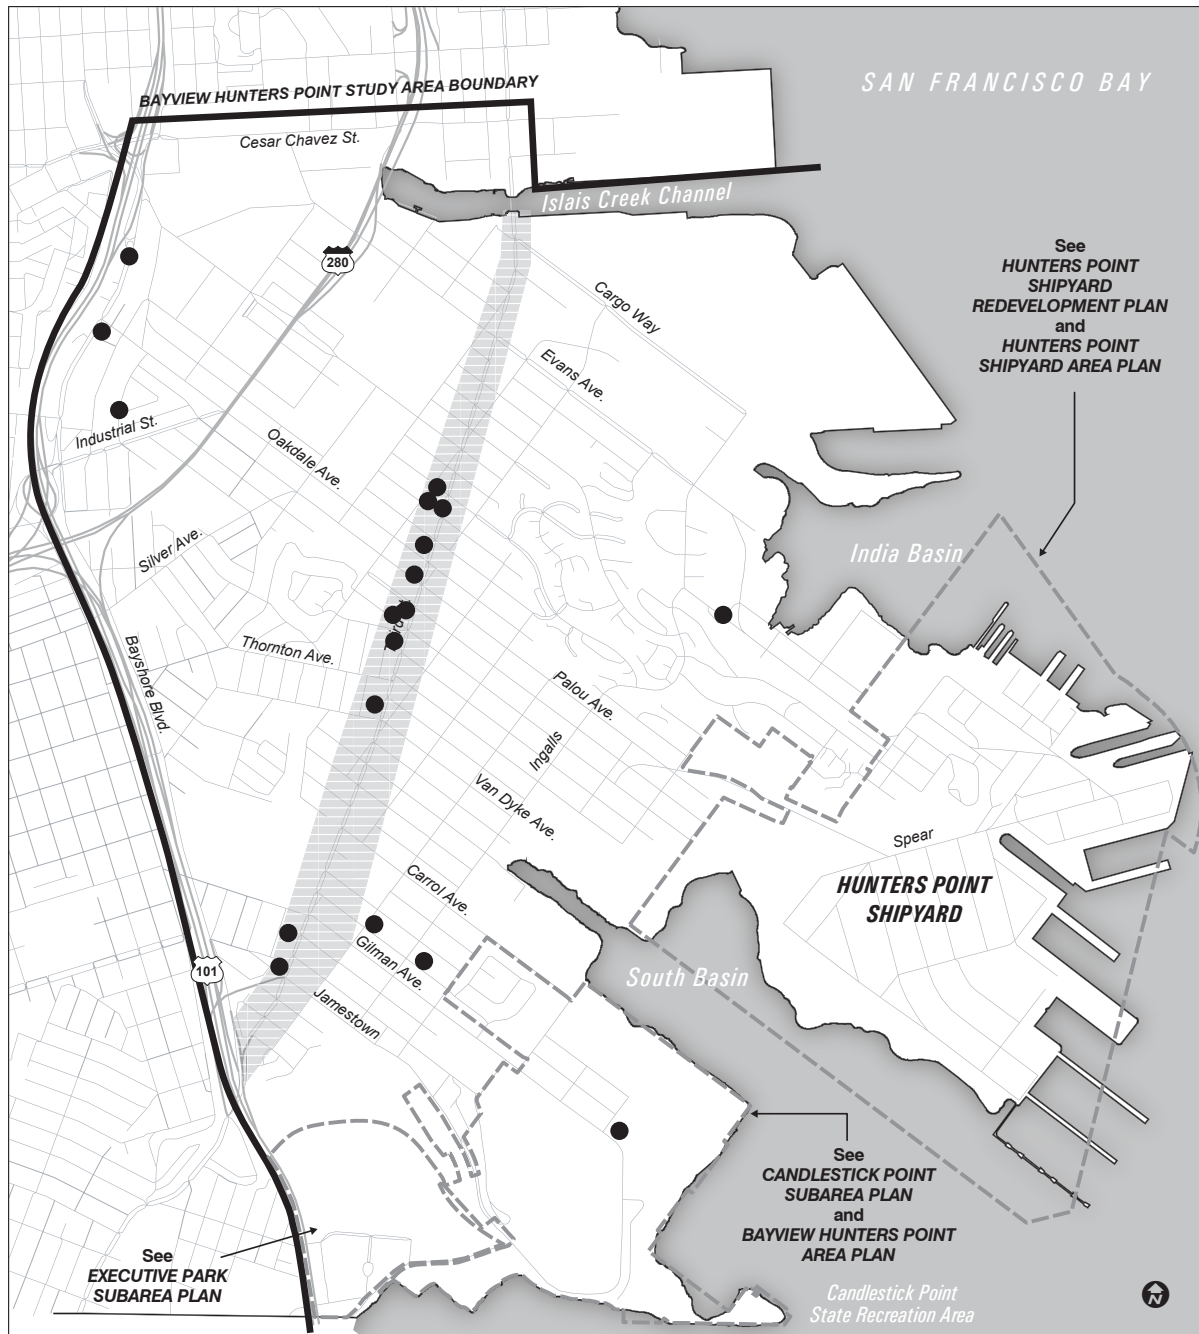 SAN FRANCISCO BAY
BAYVIEW HUNTERS POINT STUDY AREA BOUNDARY
Cesar Chavez St.
Islais Creek Channel
280
See
HUNTERS POINT
SHIPYARD
REDEVELOPMENT PLAN
and
HUNTERS POINT
SHIPYARD AREA PLAN
Cargo Way
Evans Ave.
Industrial St.
Oakdale Ave.
Silver Ave.
India Basin
Thornton Ave.
Bayshore Blvd.
Palou Ave.
Ingalls
Van Dyke Ave.
Spear
HUNTERS POINT
SHIPYARD
Carrol Ave.
Gilman Ave.
101
South Basin
Jamestown
See
CANDLESTICK POINT
SUBAREA PLAN
and
BAYVIEW HUNTERS POINT
AREA PLAN
See
EXECUTIVE PARK
SUBAREA PLAN
Candlestick Point
State Recreation Area
N